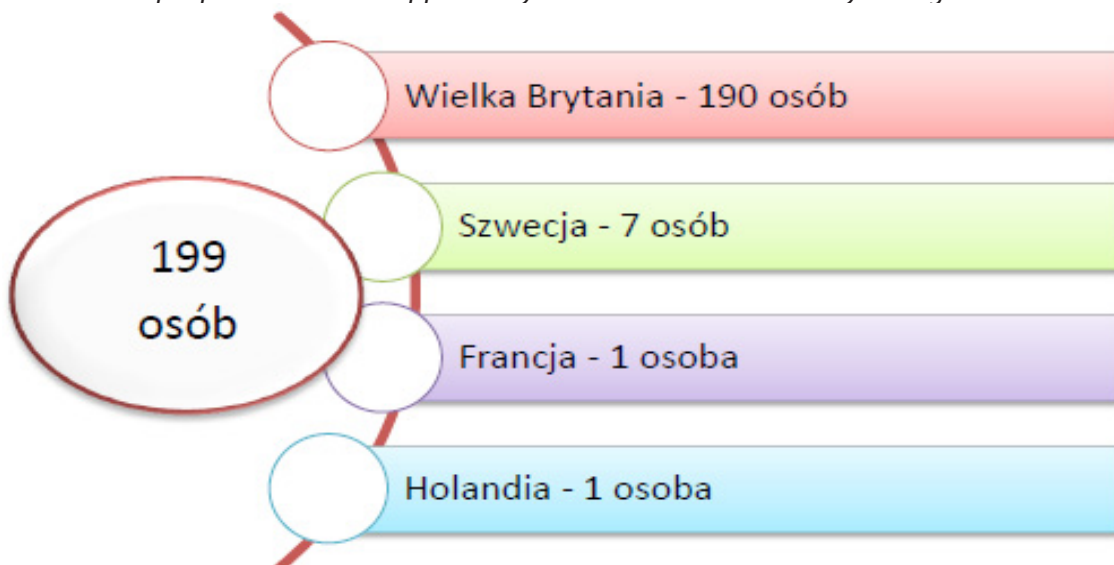 199
osób
Wielka Brytania - 190 osób
Szwecja - 7 osób
Francja - 1 osoba
Holandia - 1 osoba